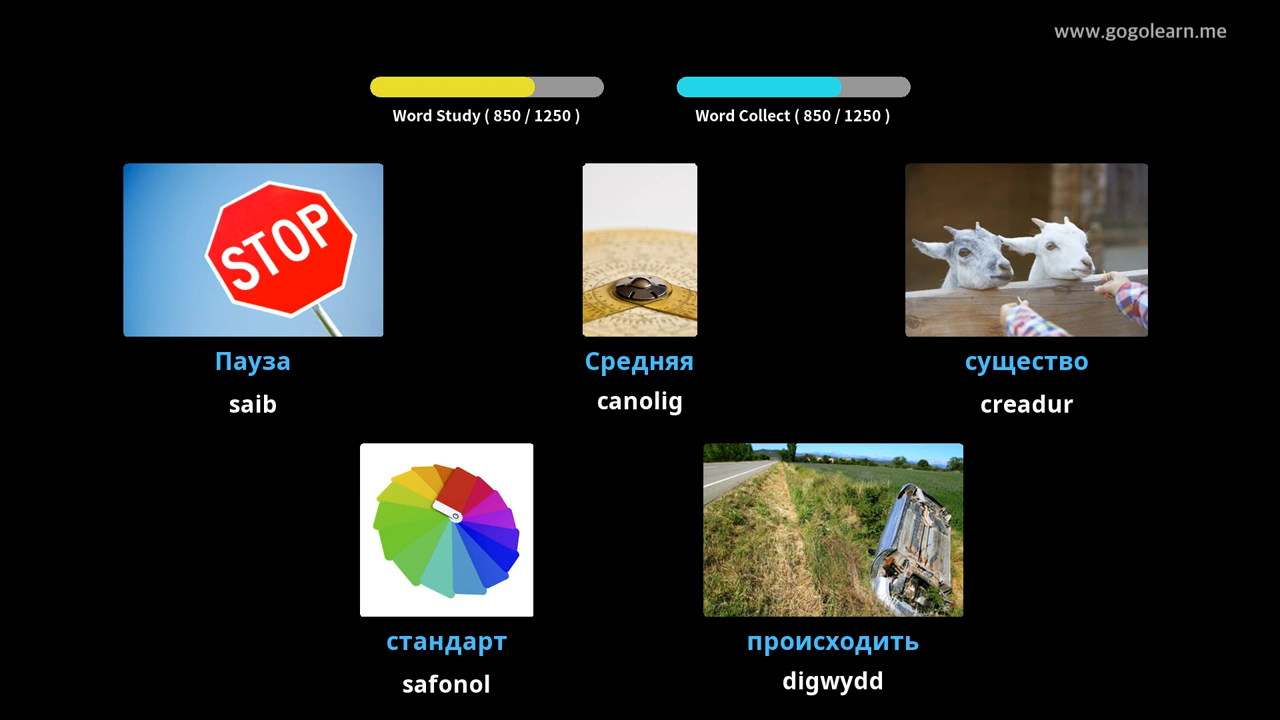 www.gogolearn.me
Word Study ( 850 / 1250 )
Word Collect ( 850 / 1250 )
STOP
Пауза
saib
Средняя
canolig
существо
creadur
стандарт
safonol
происходить
digwydd